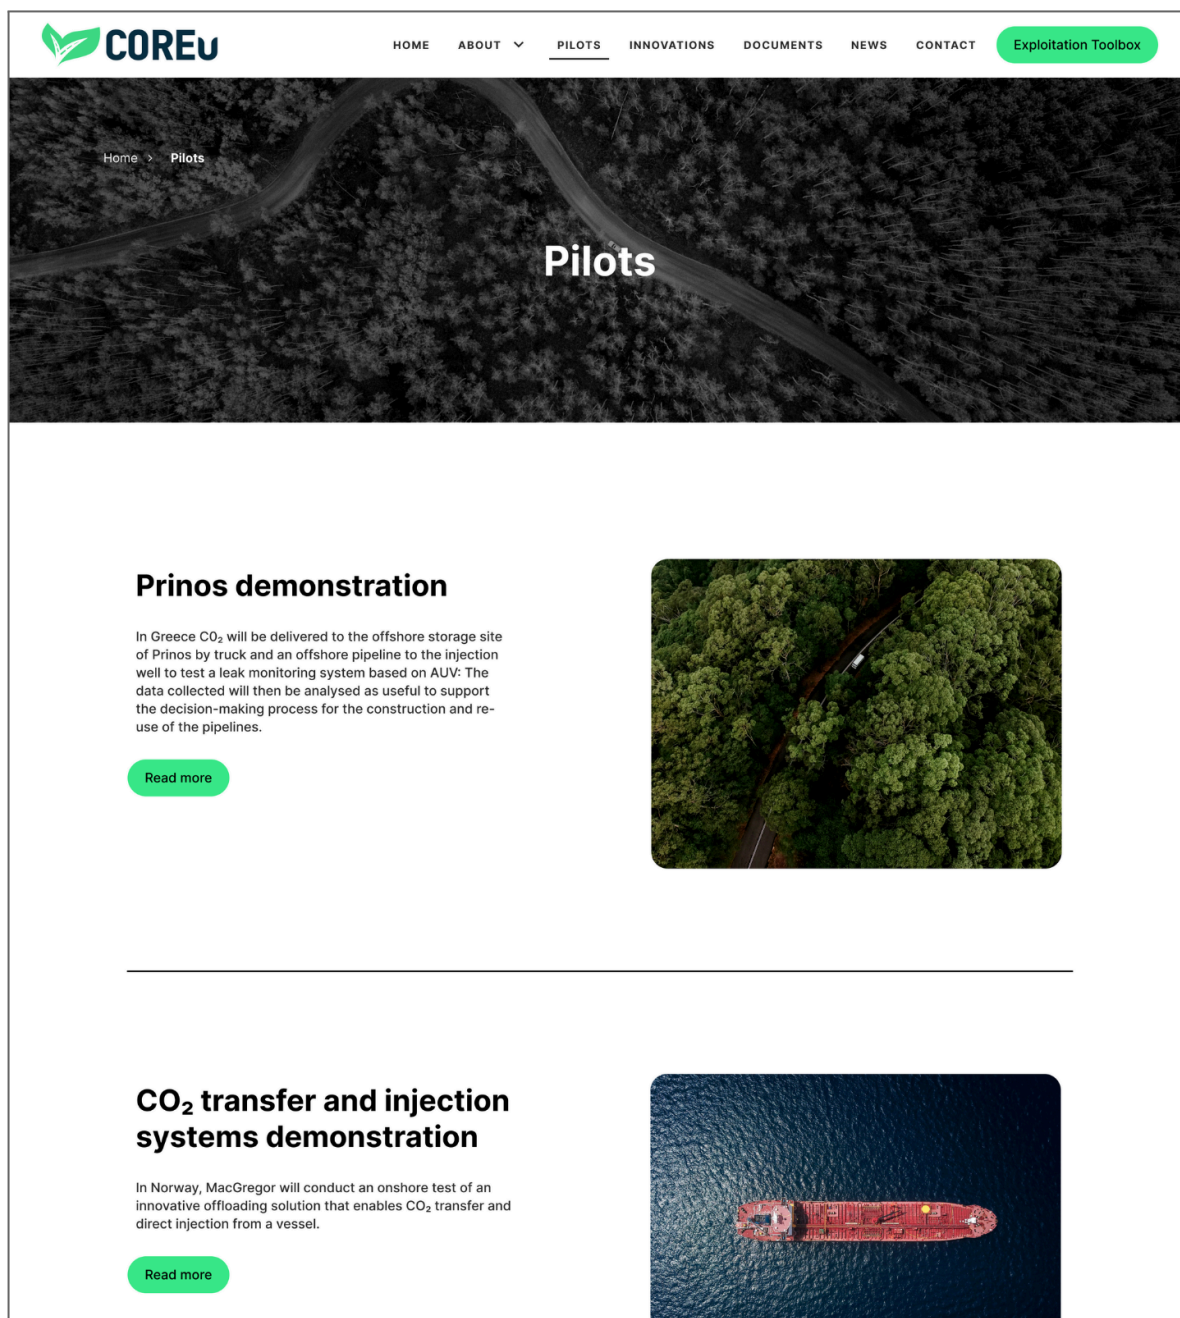 COREu
HOME ABOUT PILOTS INNOVATIONS DOCUMENTS NEWS CONTACT Exploitation Toolbox
Home > Pilots
Pilots
Prinos demonstration
In Greece C0₂ will be delivered to the offshore storage site
of Prinos by truck and an offshore pipeline to the injection
well to test a leak monitoring system based on AUV: The
data collected will then be analysed as useful to support
the decision-making process for the construction and re-
use of the pipelines.
Read more
CO₂ transfer and injection
systems demonstration
In Norway, MacGregor will conduct an onshore test of an
innovative offloading solution that enables CO₂ transfer and
direct injection from a vessel.
Read more